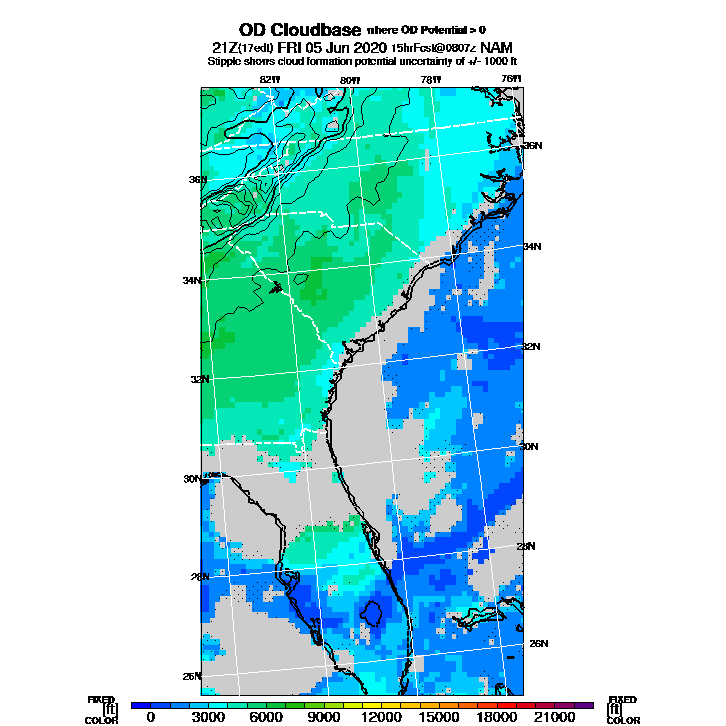 OD Cloudbase where OD Potential > 0
21Z(17edt) FRI 05 Jun 2020 15hrFcst@0807z NAM
Stipple shows cloud formation potential uncertainty of +/- 1000 ft
82W 80W 78W 76W
36N 36N
34N 34N
32N 32N
30N 30N
28N 28N
26N 26N
FIXED FIXED
[ft] [ft]
COLOR 0 3000 6000 9000 12000 15000 18000 21000 COLOR